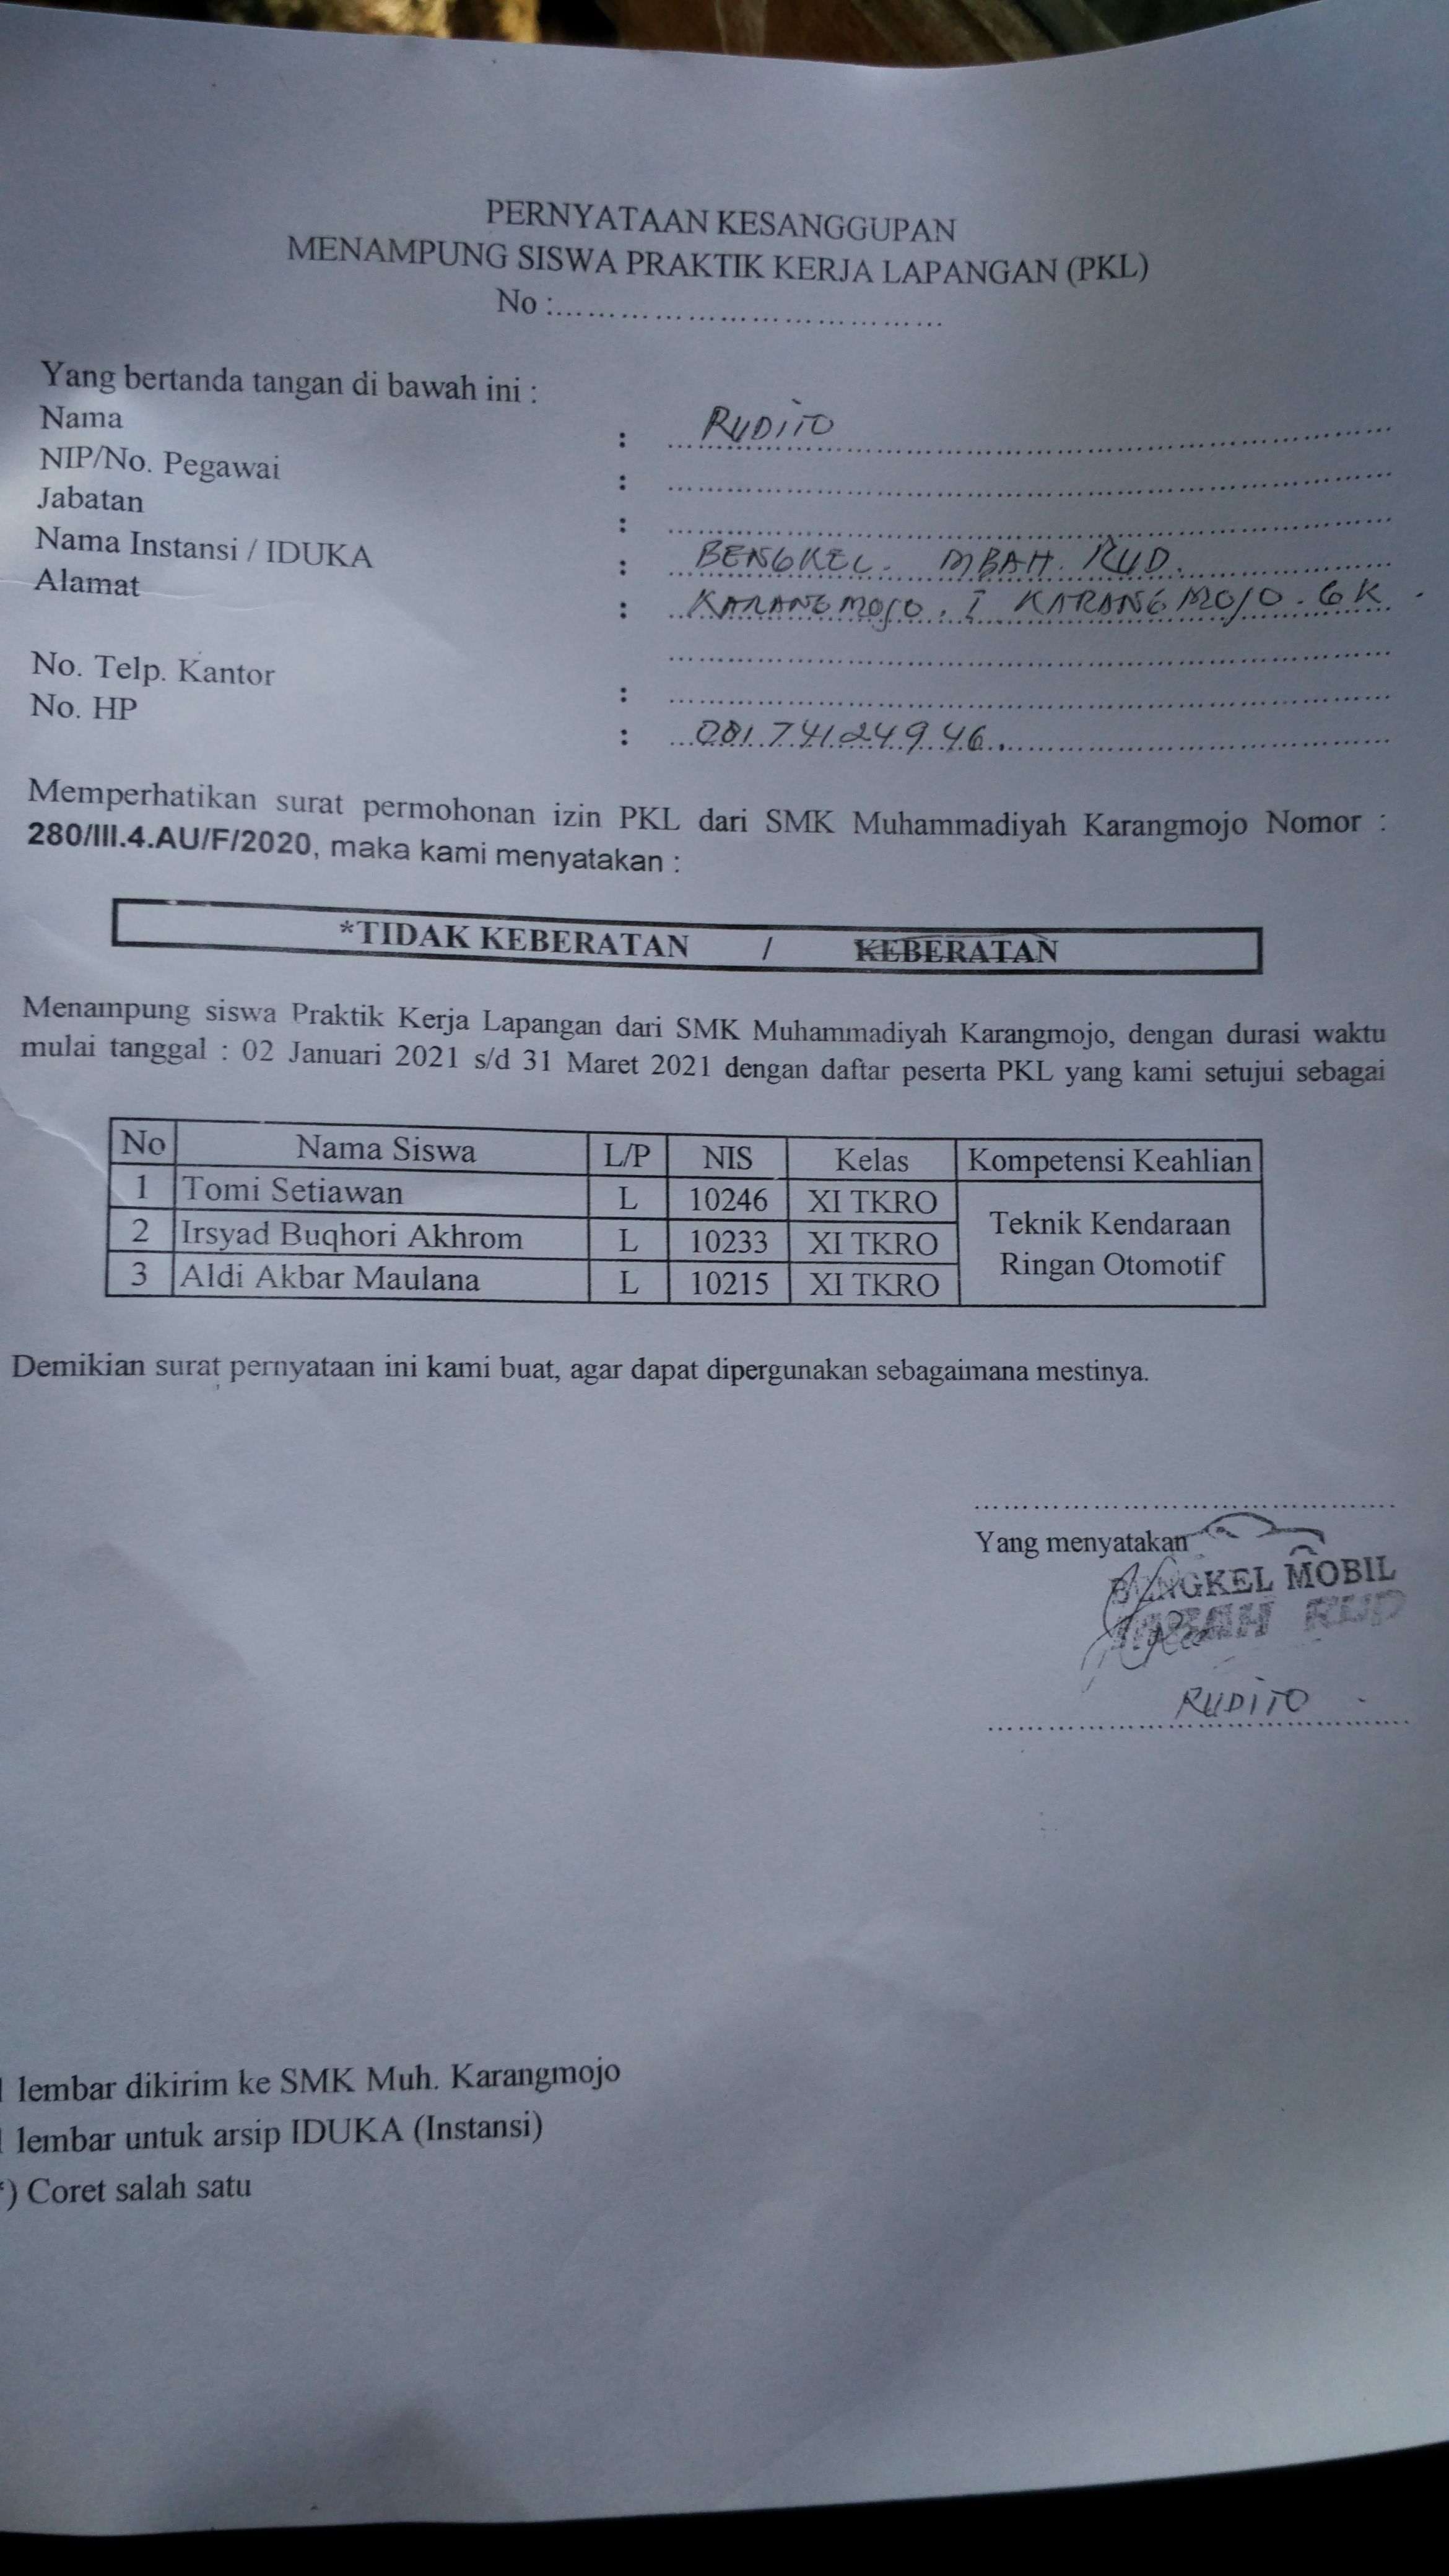 PERNYATAAN KESANGGUPAN
MENAMPUNG SISWA PRAKTIK KERJA LAPANGAN (PKL)
No :........................................
Yang bertanda tangan di bawah ini :
Nama : RUDITO
NIP/No. Pegawai :
Jabatan :
Nama Instansi / IDUKA : BENGKEL. MBAH. RUD.
Alamat : KARANGMOJO. I KARANGMOJO. GK.
No. Telp. Kantor :
No. HP : 08174124946.
Memperhatikan surat permohonan izin PKL dari SMK Muhammadiyah Karangmojo Nomor :
280/III.4.AU/F/2020, maka kami menyatakan :
*TIDAK KEBERATAN / KEBERATAN
Menampung siswa Praktik Kerja Lapangan dari SMK Muhammadiyah Karangmojo, dengan durasi waktu
mulai tanggal : 02 Januari 2021 s/d 31 Maret 2021 dengan daftar peserta PKL yang kami setujui sebagai
No Nama Siswa L/P NIS Kelas Kompetensi Keahlian
1 Tomi Setiawan L 10246 XI TKRO
2 Irsyad Buqhori Akhrom L 10233 XI TKRO
3 Aldi Akbar Maulana L 10215 XI TKRO
Teknik Kendaraan
Ringan Otomotif
Demikian surat pernyataan ini kami buat, agar dapat dipergunakan sebagaimana mestinya.
Yang menyatakan
BENGKEL MOBIL
MBAH RUD
RUDITO
lembar dikirim ke SMK Muh. Karangmojo
lembar untuk arsip IDUKA (Instansi)
*) Coret salah satu